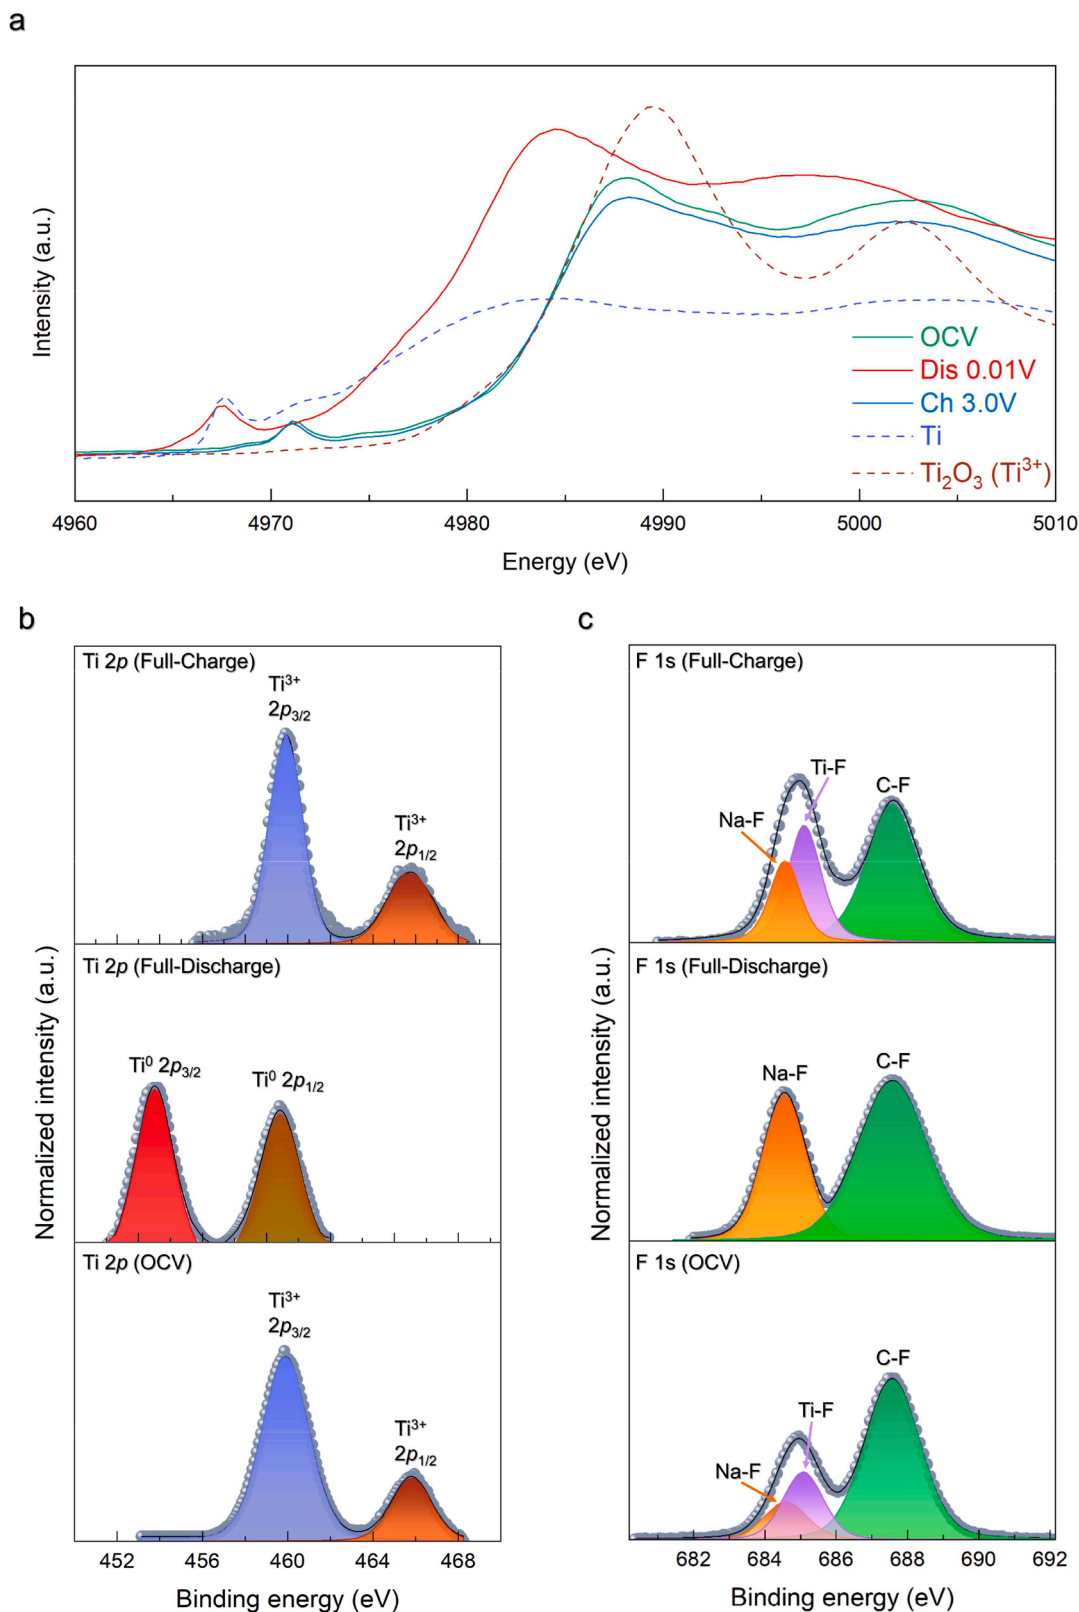 a
Intensity (a.u.)
OCV
Dis 0.01V
Ch 3.0V
Ti
Ti₂O₃ (Ti³⁺)
4960 4970 4980 4990 5000 5010
Energy (eV)
b
Ti 2p (Full-Charge)
Ti³⁺
2p₃/₂
Ti³⁺
2p₁/₂
Ti 2p (Full-Discharge)
Ti⁰ 2p₃/₂
Ti⁰ 2p₁/₂
Ti 2p (OCV)
Ti³⁺
2p₃/₂
Ti³⁺
2p₁/₂
Normalized intensity (a.u.)
452 456 460 464 468
Binding energy (eV)
c
F 1s (Full-Charge)
Ti-F
Na-F
C-F
F 1s (Full-Discharge)
Na-F
C-F
F 1s (OCV)
C-F
Ti-F
Na-F
Normalized intensity (a.u.)
682 684 686 688 690 692
Binding energy (eV)